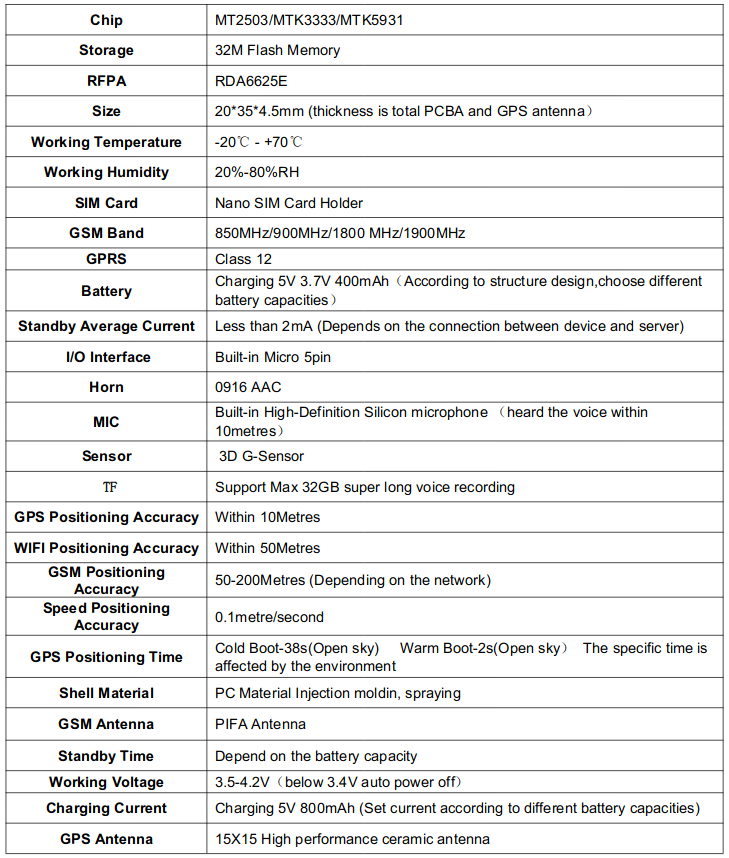 Chip MT2503/MTK3333/MTK5931
Storage 32M Flash Memory
RFPA RDA6625E
Size 20*35*4.5mm (thickness is total PCBA and GPS antenna）
Working Temperature -20℃ - +70℃
Working Humidity 20%-80%RH
SIM Card Nano SIM Card Holder
GSM Band 850MHz/900MHz/1800 MHz/1900MHz
GPRS Class 12
Battery Charging 5V 3.7V 400mAh（According to structure design,choose different
battery capacities）
Standby Average Current Less than 2mA (Depends on the connection between device and server)
I/O Interface Built-in Micro 5pin
Horn 0916 AAC
MIC Built-in High-Definition Silicon microphone （heard the voice within
10metres）
Sensor 3D G-Sensor
TF Support Max 32GB super long voice recording
GPS Positioning Accuracy Within 10Metres
WIFI Positioning Accuracy Within 50Metres
GSM Positioning
Accuracy 50-200Metres (Depending on the network)
Speed Positioning
Accuracy 0.1metre/second
GPS Positioning Time Cold Boot-38s(Open sky) Warm Boot-2s(Open sky） The specific time is
affected by the environment
Shell Material PC Material Injection moldin, spraying
GSM Antenna PIFA Antenna
Standby Time Depend on the battery capacity
Working Voltage 3.5-4.2V（below 3.4V auto power off）
Charging Current Charging 5V 800mAh (Set current according to different battery capacities)
GPS Antenna 15X15 High performance ceramic antenna